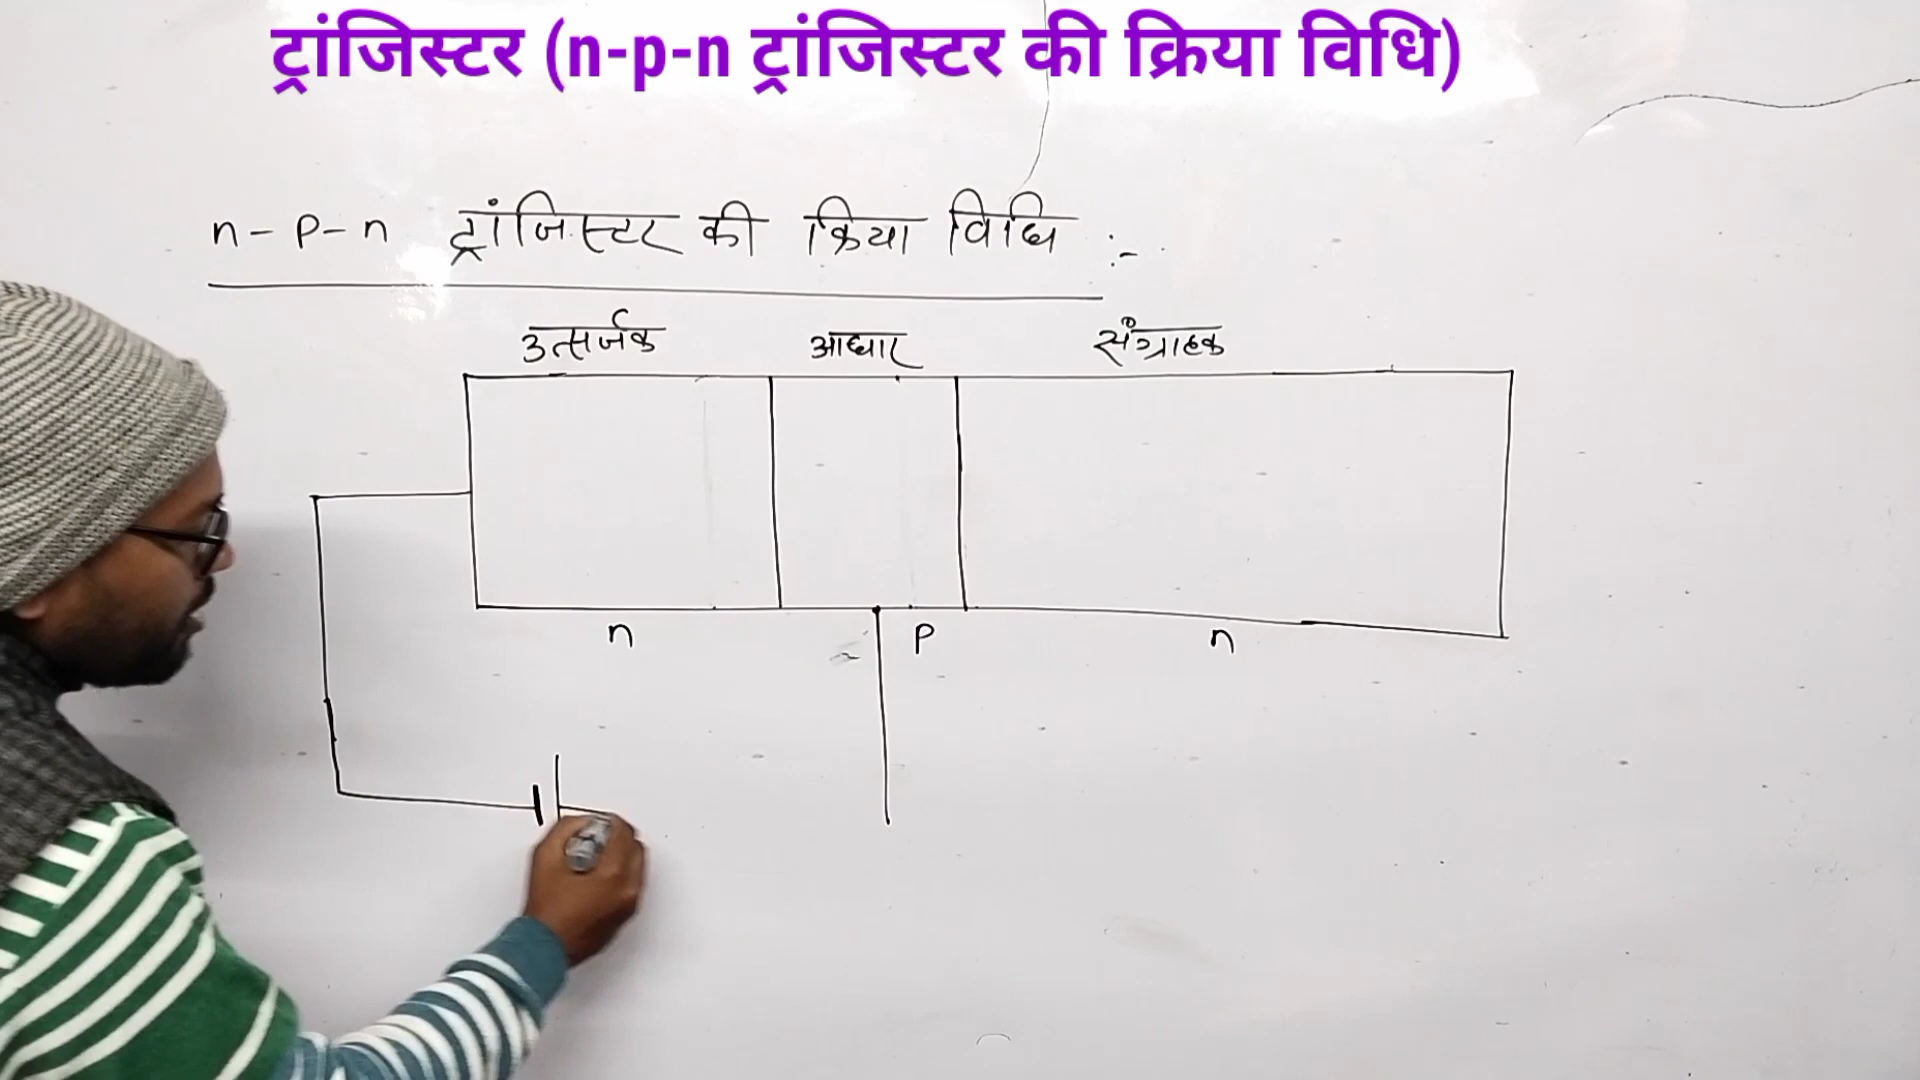 ट्रांजिस्टर (n-p-n ट्रांजिस्टर की क्रिया विधि)
n-p-n ट्रांजिस्टर की क्रिया विधि :-
उत्सर्जक आधार संग्राहक
n p n